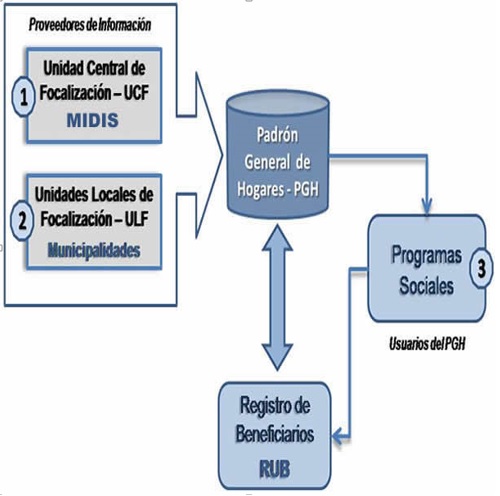 Proveedores de Información
1
Unidad Central de
Focalización – UCF
MIDIS
2
Unidades Locales de
Focalización – ULF
Municipalidades
Padrón
General de
Hogares - PGH
Programas
Sociales
3
Usuarios del PGH
Registro de
Beneficiarios
RUB